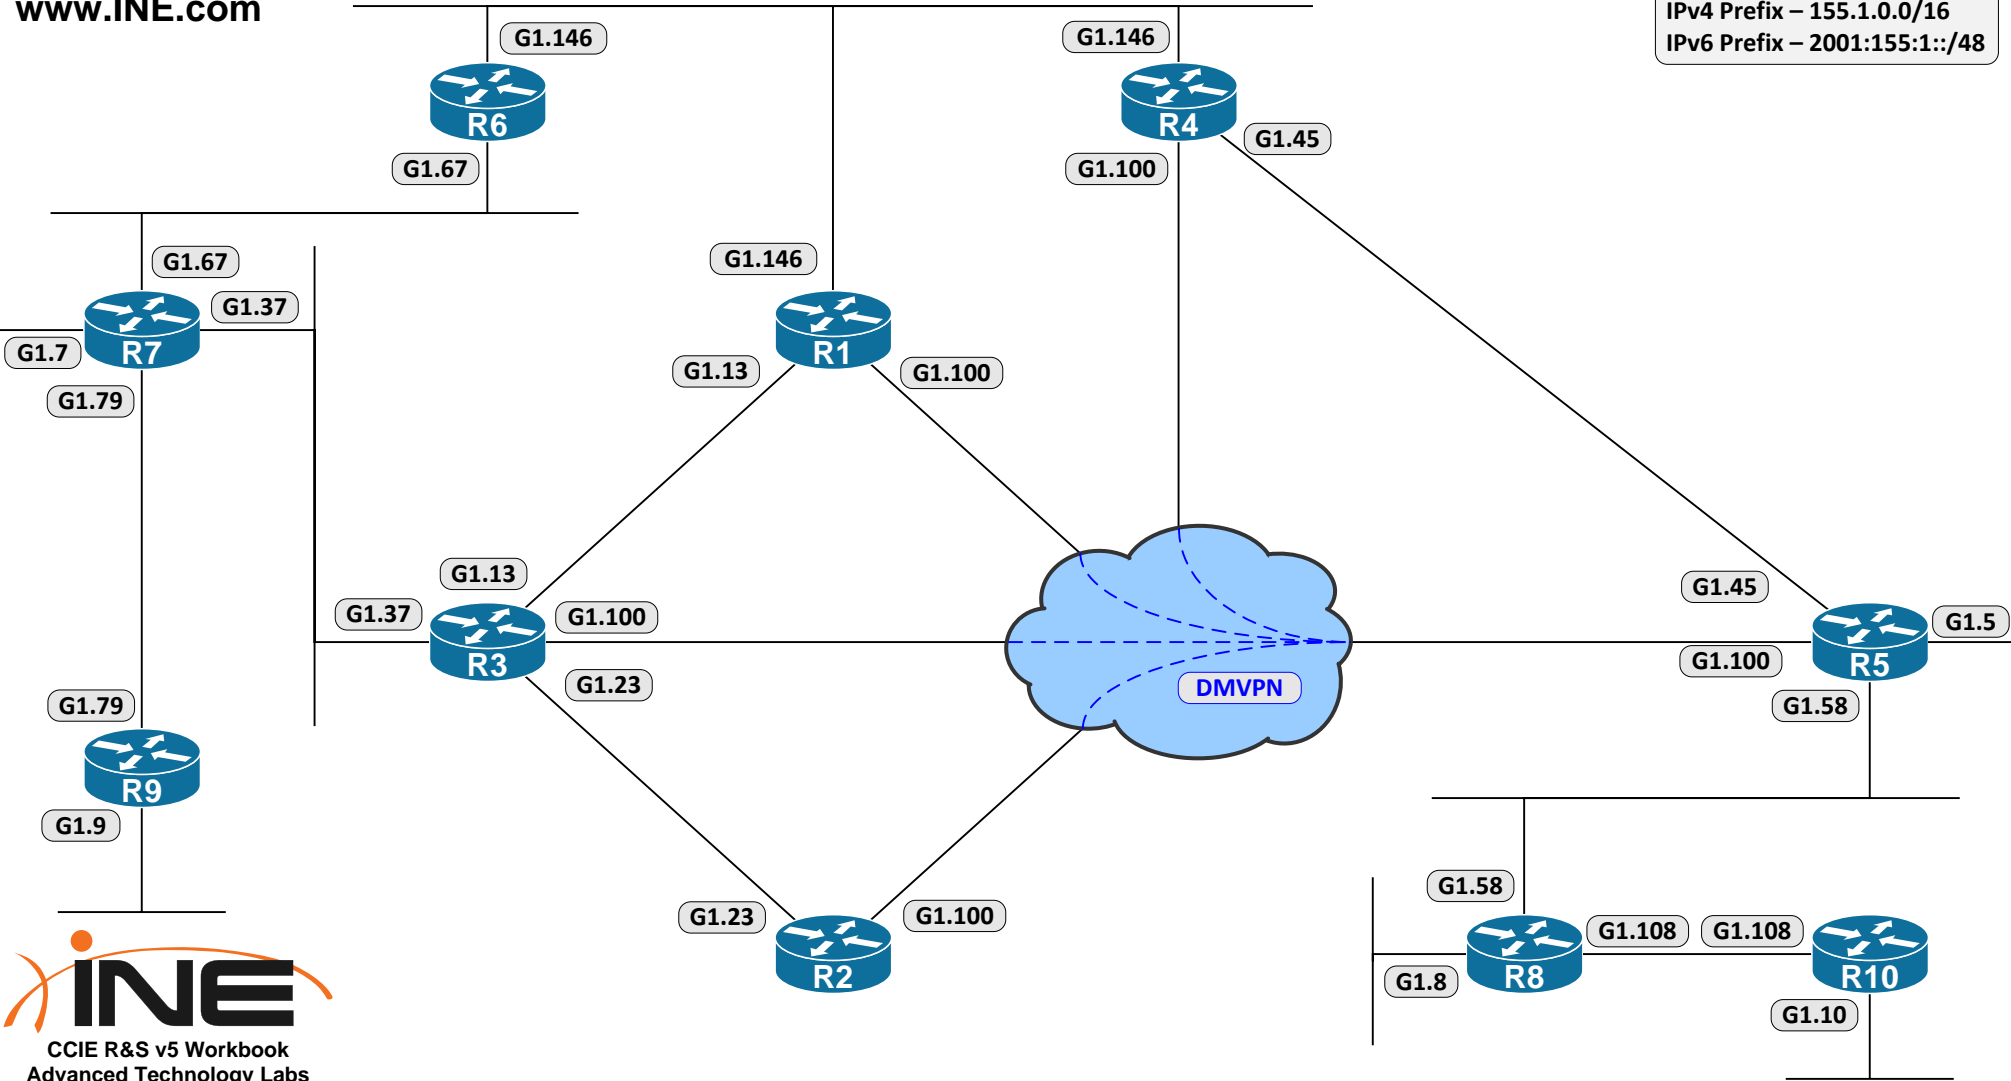 www.INE.com
IPv4 Prefix – 155.1.0.0/16
IPv6 Prefix – 2001:155:1::/48
G1.146
G1.146
R6
R4
G1.45
G1.67
G1.100
G1.67
G1.146
G1.37
G1.7
R7
R1
G1.79
G1.13
G1.100
G1.13
G1.45
G1.37
G1.100
G1.5
R3
R5
G1.100
G1.23
DMVPN
G1.79
G1.58
R9
G1.9
G1.58
G1.23
G1.100
G1.108
G1.108
R2
R8
R10
G1.8
G1.10
INE
CCIE R&S v5 Workbook
Advanced Technology Labs